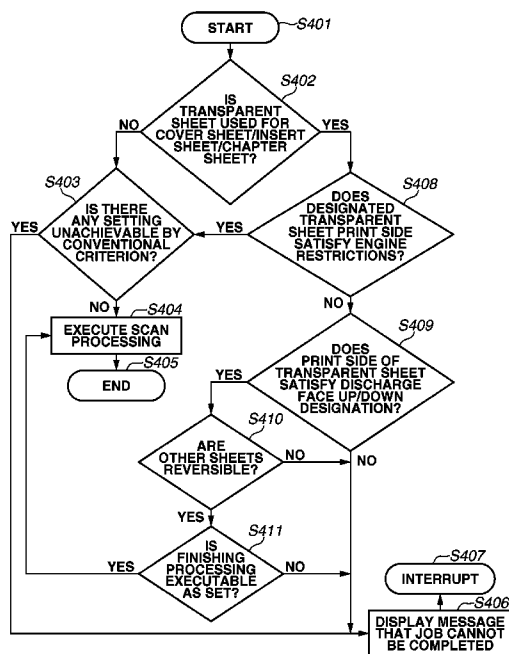 START
S401
S402
IS
TRANSPARENT
SHEET USED FOR
COVER SHEET/INSERT
SHEET/CHAPTER
SHEET?
NO
YES
S403
IS THERE
ANY SETTING
UNACHIEVABLE BY
CONVENTIONAL
CRITERION?
YES
NO
S408
DOES
DESIGNATED
TRANSPARENT
SHEET PRINT SIDE
SATISFY ENGINE
RESTRICTIONS?
YES
NO
S404
EXECUTE SCAN
PROCESSING
S405
END
S409
DOES
PRINT SIDE OF
TRANSPARENT SHEET
SATISFY DISCHARGE
FACE UP/DOWN
DESIGNATION?
YES
NO
S410
ARE
OTHER SHEETS
REVERSIBLE?
NO
YES
S411
IS
FINISHING
PROCESSING
EXECUTABLE
AS SET?
YES
NO
S407
INTERRUPT
S406
DISPLAY MESSAGE
THAT JOB CANNOT
BE COMPLETED